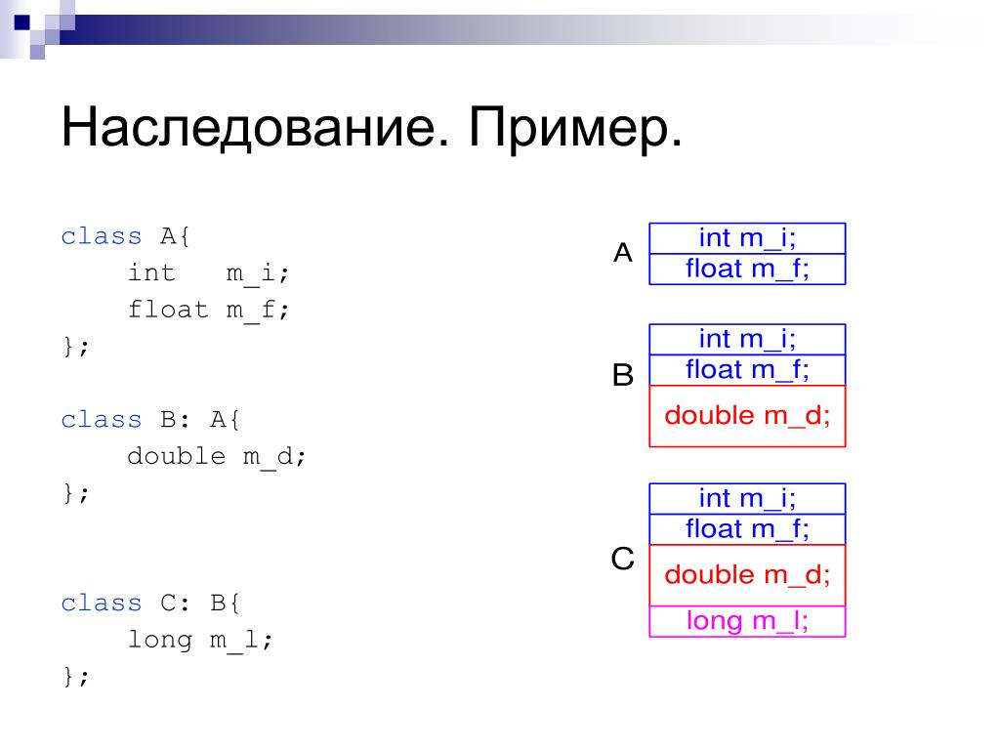 Наследование. Пример.
class A{
    int   m_i;
    float m_f;
};
class B: A{
    double m_d;
};
class C: B{
    long m_l;
};
A
int m_i;
float m_f;
B
int m_i;
float m_f;
double m_d;
C
int m_i;
float m_f;
double m_d;
long m_l;